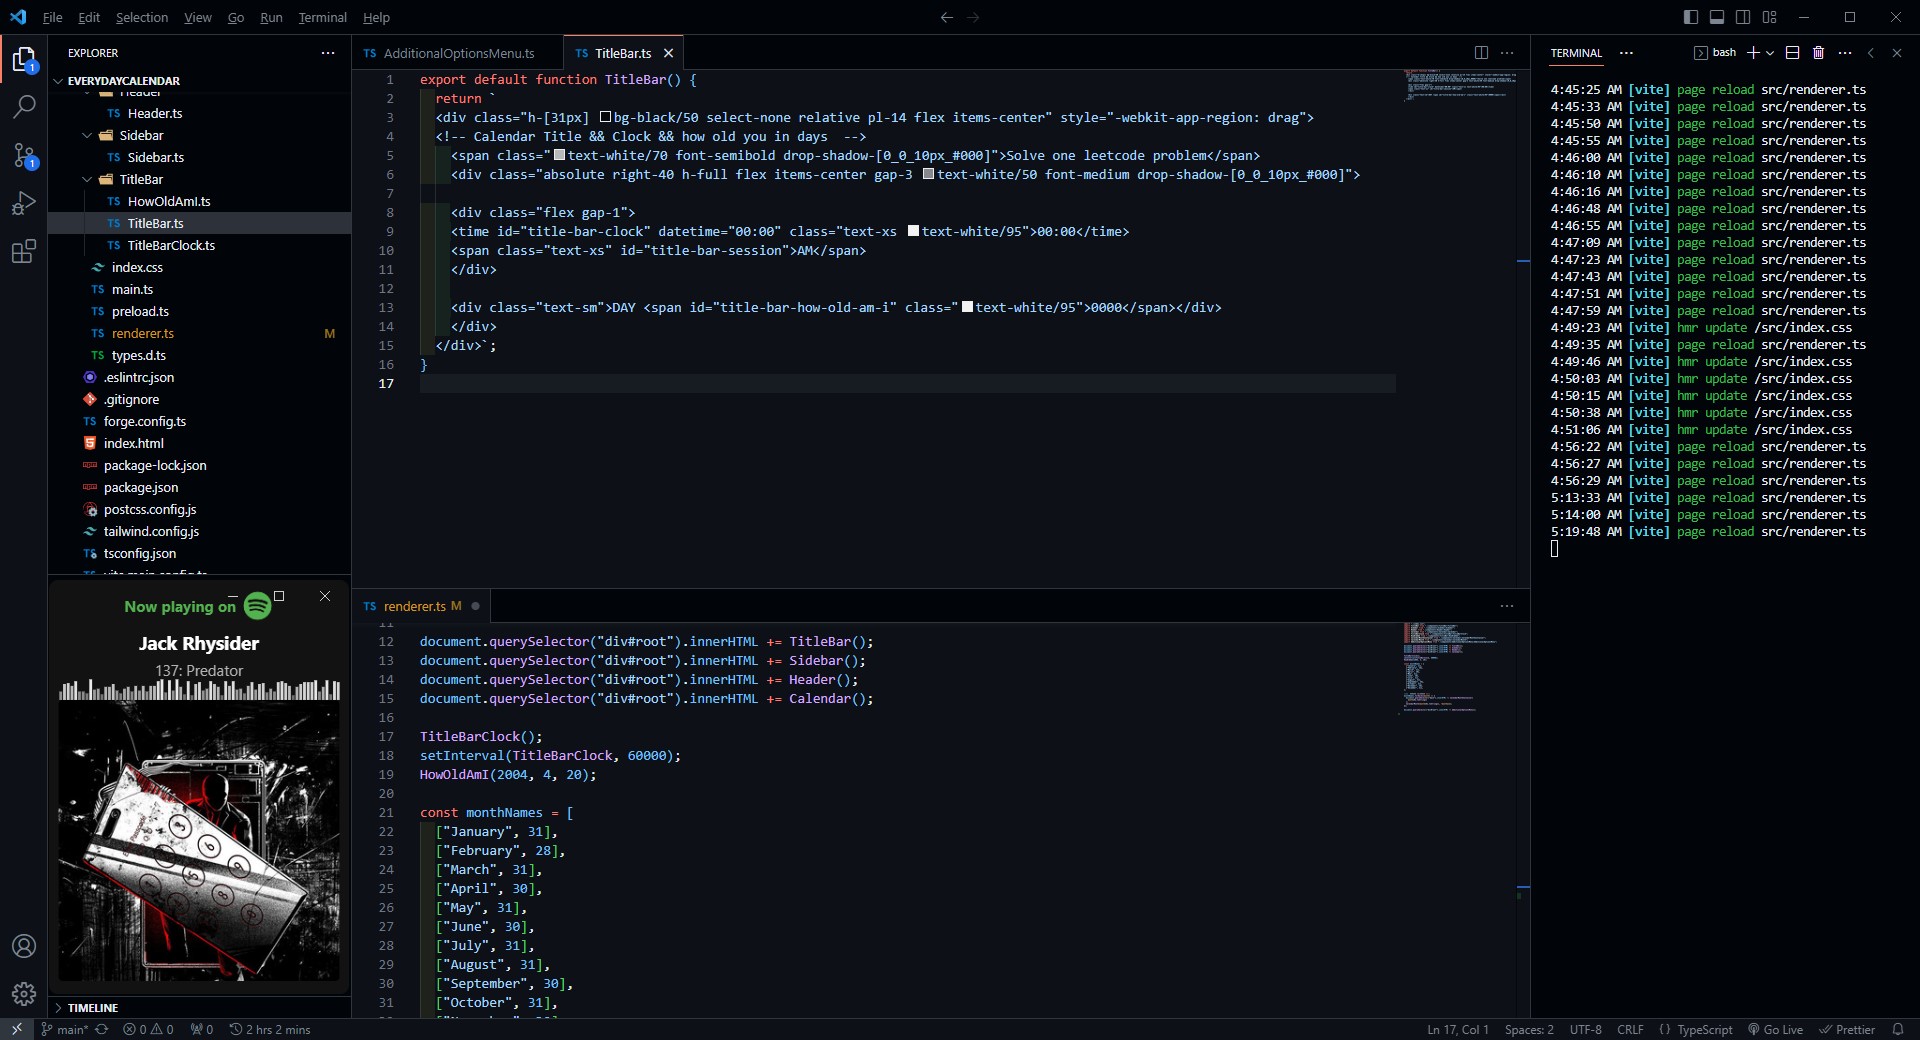 File Edit Selection View Go Run Terminal Help
EXPLORER
EVERYDAYCALENDAR
Header
TS Header.ts
Sidebar
TS Sidebar.ts
TitleBar
TS HowOldAmI.ts
TS TitleBar.ts
TS TitleBarClock.ts
index.css
TS main.ts
TS preload.ts
TS renderer.ts M
TS types.d.ts
.eslintrc.json
.gitignore
TS forge.config.ts
index.html
package-lock.json
package.json
postcss.config.js
tailwind.config.js
tsconfig.json
Now playing on
Jack Rhysider
137: Predator
TIMELINE
TS AdditionalOptionsMenu.ts
TS TitleBar.ts
1 export default function TitleBar() {
2 return `
3 <div class="h-[31px] bg-black/50 select-none relative pl-14 flex items-center" style="-webkit-app-region: drag">
4 <!-- Calendar Title && Clock && how old you in days  -->
5 <span class="text-white/70 font-semibold drop-shadow-[0_0_10px_#000]">Solve one leetcode problem</span>
6 <div class="absolute right-40 h-full flex items-center gap-3 text-white/50 font-medium drop-shadow-[0_0_10px_#000]">
7
8 <div class="flex gap-1">
9 <time id="title-bar-clock" datetime="00:00" class="text-xs text-white/95">00:00</time>
10 <span class="text-xs" id="title-bar-session">AM</span>
11 </div>
12
13 <div class="text-sm">DAY <span id="title-bar-how-old-am-i" class="text-white/95">0000</span></div>
14 </div>
15 </div>`;
16 }
17
TS renderer.ts M
11
12 document.querySelector("div#root").innerHTML += TitleBar();
13 document.querySelector("div#root").innerHTML += Sidebar();
14 document.querySelector("div#root").innerHTML += Header();
15 document.querySelector("div#root").innerHTML += Calendar();
16
17 TitleBarClock();
18 setInterval(TitleBarClock, 60000);
19 HowOldAmI(2004, 4, 20);
20
21 const monthNames = [
22 ["January", 31],
23 ["February", 28],
24 ["March", 31],
25 ["April", 30],
26 ["May", 31],
27 ["June", 30],
28 ["July", 31],
29 ["August", 31],
30 ["September", 30],
31 ["October", 31],
TERMINAL
bash
4:45:25 AM [vite] page reload src/renderer.ts
4:45:33 AM [vite] page reload src/renderer.ts
4:45:50 AM [vite] page reload src/renderer.ts
4:45:55 AM [vite] page reload src/renderer.ts
4:46:00 AM [vite] page reload src/renderer.ts
4:46:10 AM [vite] page reload src/renderer.ts
4:46:16 AM [vite] page reload src/renderer.ts
4:46:48 AM [vite] page reload src/renderer.ts
4:46:55 AM [vite] page reload src/renderer.ts
4:47:09 AM [vite] page reload src/renderer.ts
4:47:23 AM [vite] page reload src/renderer.ts
4:47:43 AM [vite] page reload src/renderer.ts
4:47:51 AM [vite] page reload src/renderer.ts
4:47:59 AM [vite] page reload src/renderer.ts
4:49:23 AM [vite] hmr update /src/index.css
4:49:35 AM [vite] page reload src/renderer.ts
4:49:46 AM [vite] hmr update /src/index.css
4:50:03 AM [vite] hmr update /src/index.css
4:50:15 AM [vite] hmr update /src/index.css
4:50:38 AM [vite] hmr update /src/index.css
4:51:06 AM [vite] hmr update /src/index.css
4:56:22 AM [vite] page reload src/renderer.ts
4:56:27 AM [vite] page reload src/renderer.ts
4:56:29 AM [vite] page reload src/renderer.ts
5:13:33 AM [vite] page reload src/renderer.ts
5:14:00 AM [vite] page reload src/renderer.ts
5:19:48 AM [vite] page reload src/renderer.ts
main* 0 0 0 2 hrs 2 mins
Ln 17, Col 1 Spaces: 2 UTF-8 CRLF {} TypeScript Go Live Prettier